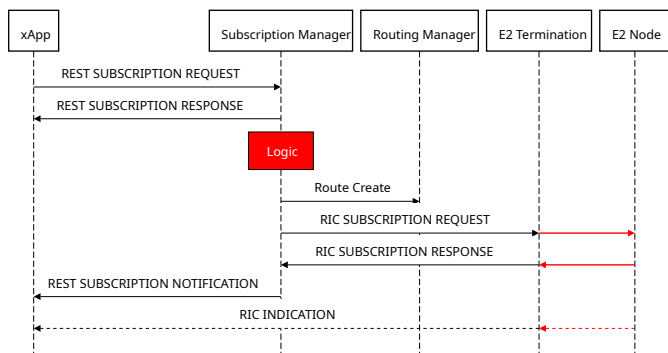 xApp
Subscription Manager
Routing Manager
E2 Termination
E2 Node
REST SUBSCRIPTION REQUEST
REST SUBSCRIPTION RESPONSE
Logic
Route Create
RIC SUBSCRIPTION REQUEST
RIC SUBSCRIPTION RESPONSE
REST SUBSCRIPTION NOTIFICATION
RIC INDICATION